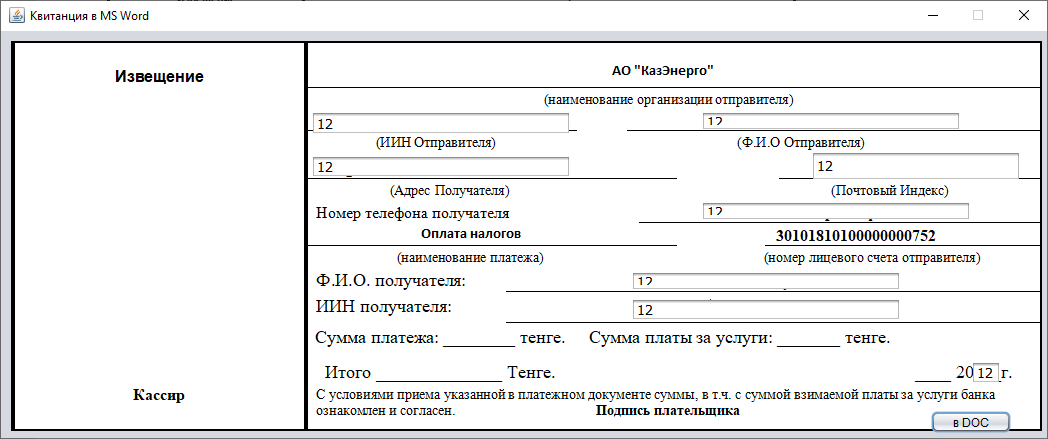 Квитанция в MS Word
Извещение
АО "КазЭнерго"
(наименование организации отправителя)
12 12
(ИИН Отправителя) (Ф.И.О Отправителя)
12 12
(Адрес Получателя) (Почтовый Индекс)
Номер телефона получателя 12
Оплата налогов 30101810100000000752
(наименование платежа) (номер лицевого счета отправителя)
Ф.И.О. получателя: 12
ИИН получателя: 12
Сумма платежа: ________ тенге. Сумма платы за услуги: ________ тенге.
Итого ______________ Тенге. ____ 20 12 г.
Кассир
С условиями приема указанной в платежном документе суммы, в т.ч. с суммой взимаемой платы за услуги банка
ознакомлен и согласен. Подпись плательщика
в DOC